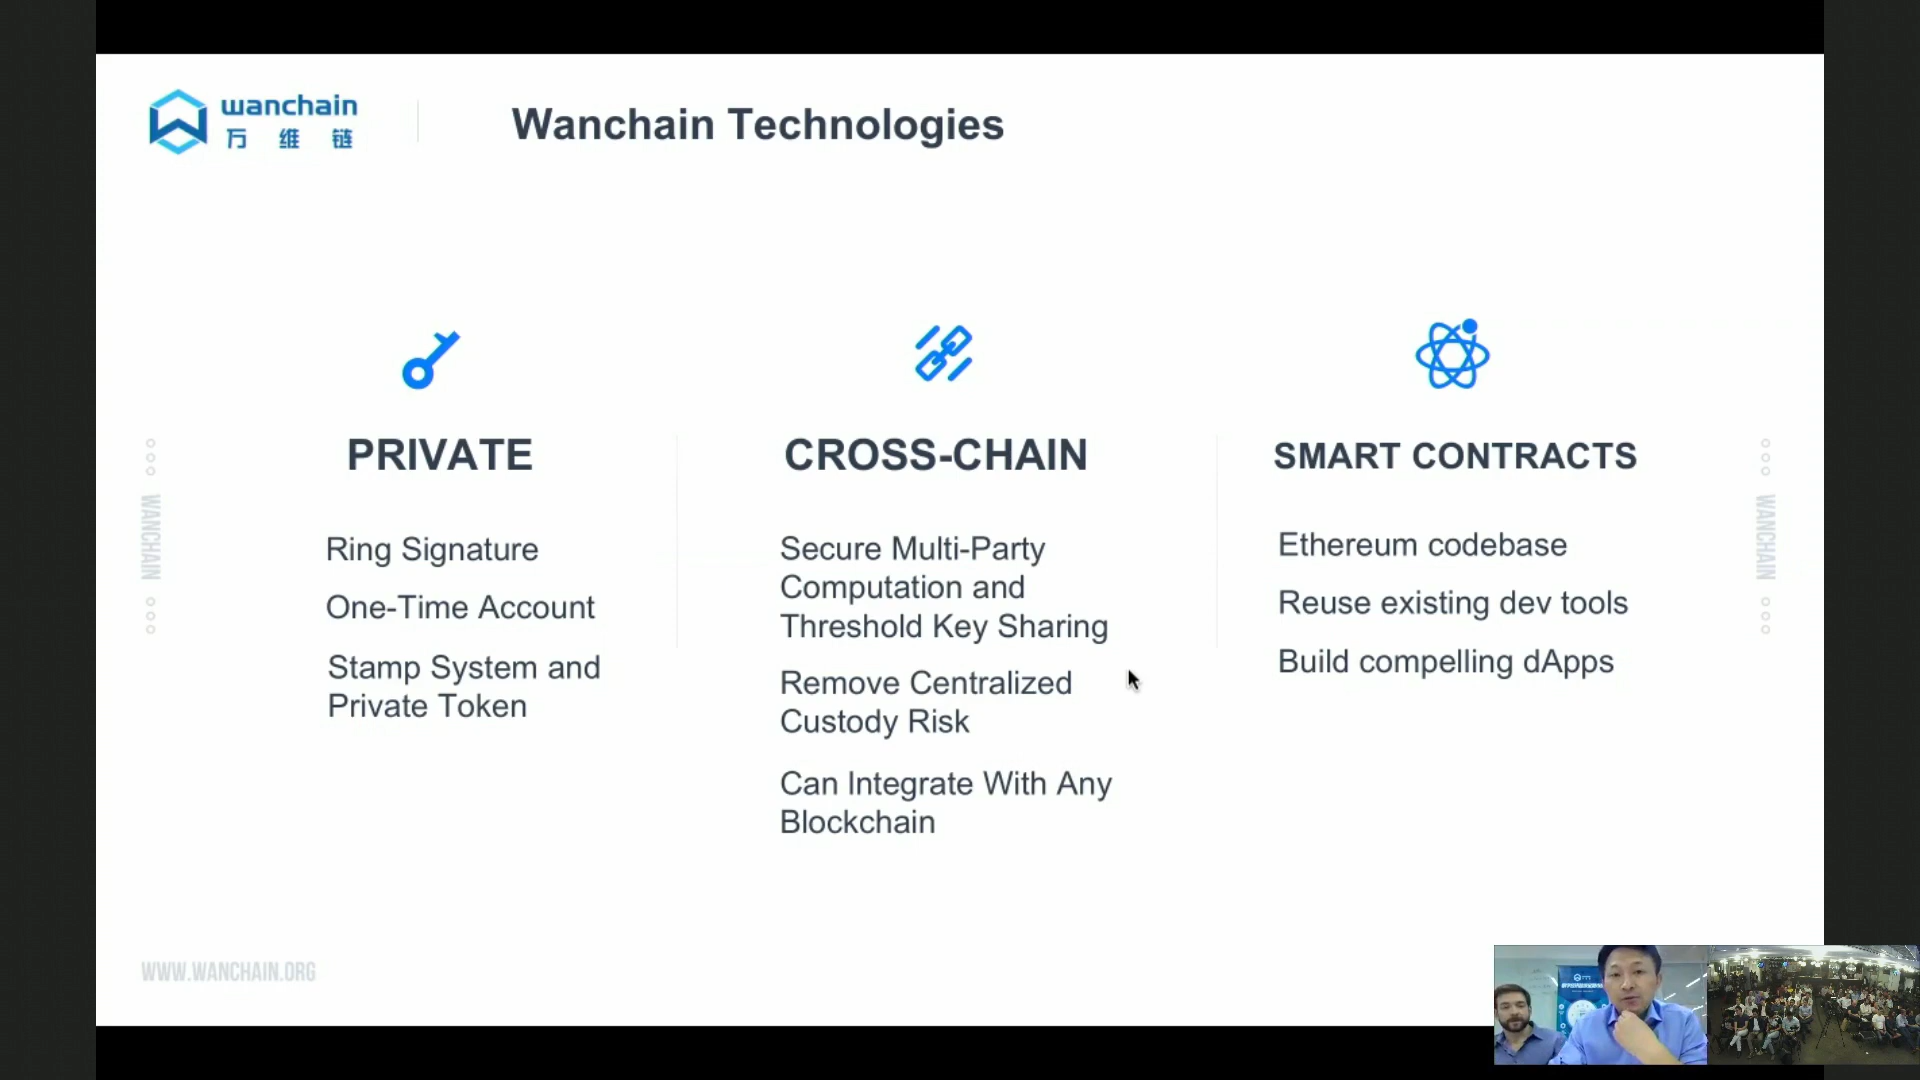 wanchain
万 维 链
Wanchain Technologies
PRIVATE
Ring Signature
One-Time Account
Stamp System and
Private Token
CROSS-CHAIN
Secure Multi-Party
Computation and
Threshold Key Sharing
Remove Centralized
Custody Risk
Can Integrate With Any
Blockchain
SMART CONTRACTS
Ethereum codebase
Reuse existing dev tools
Build compelling dApps
WANCHAIN
WANCHAIN
WWW.WANCHAIN.ORG